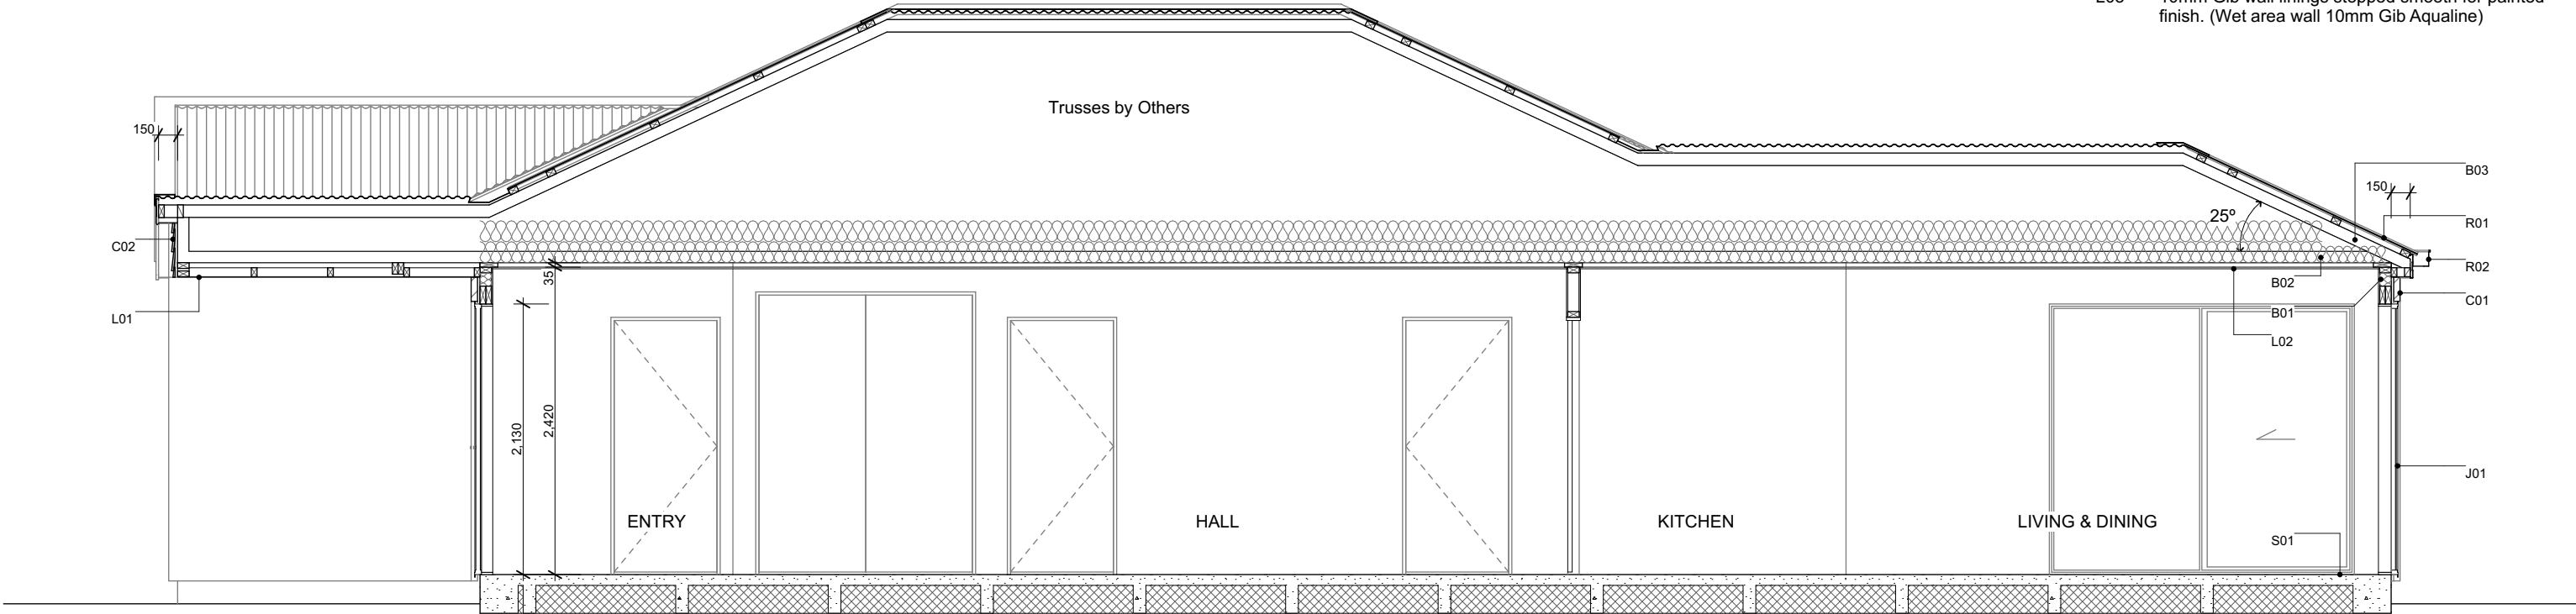 finish. (Wet area wall 10mm Gib Aqualine)
Trusses by Others
150
B03
150
R01
25º
C02
R02
35
B02
C01
L01
B01
L02
2,130
2,420
J01
ENTRY
HALL
KITCHEN
LIVING & DINING
S01